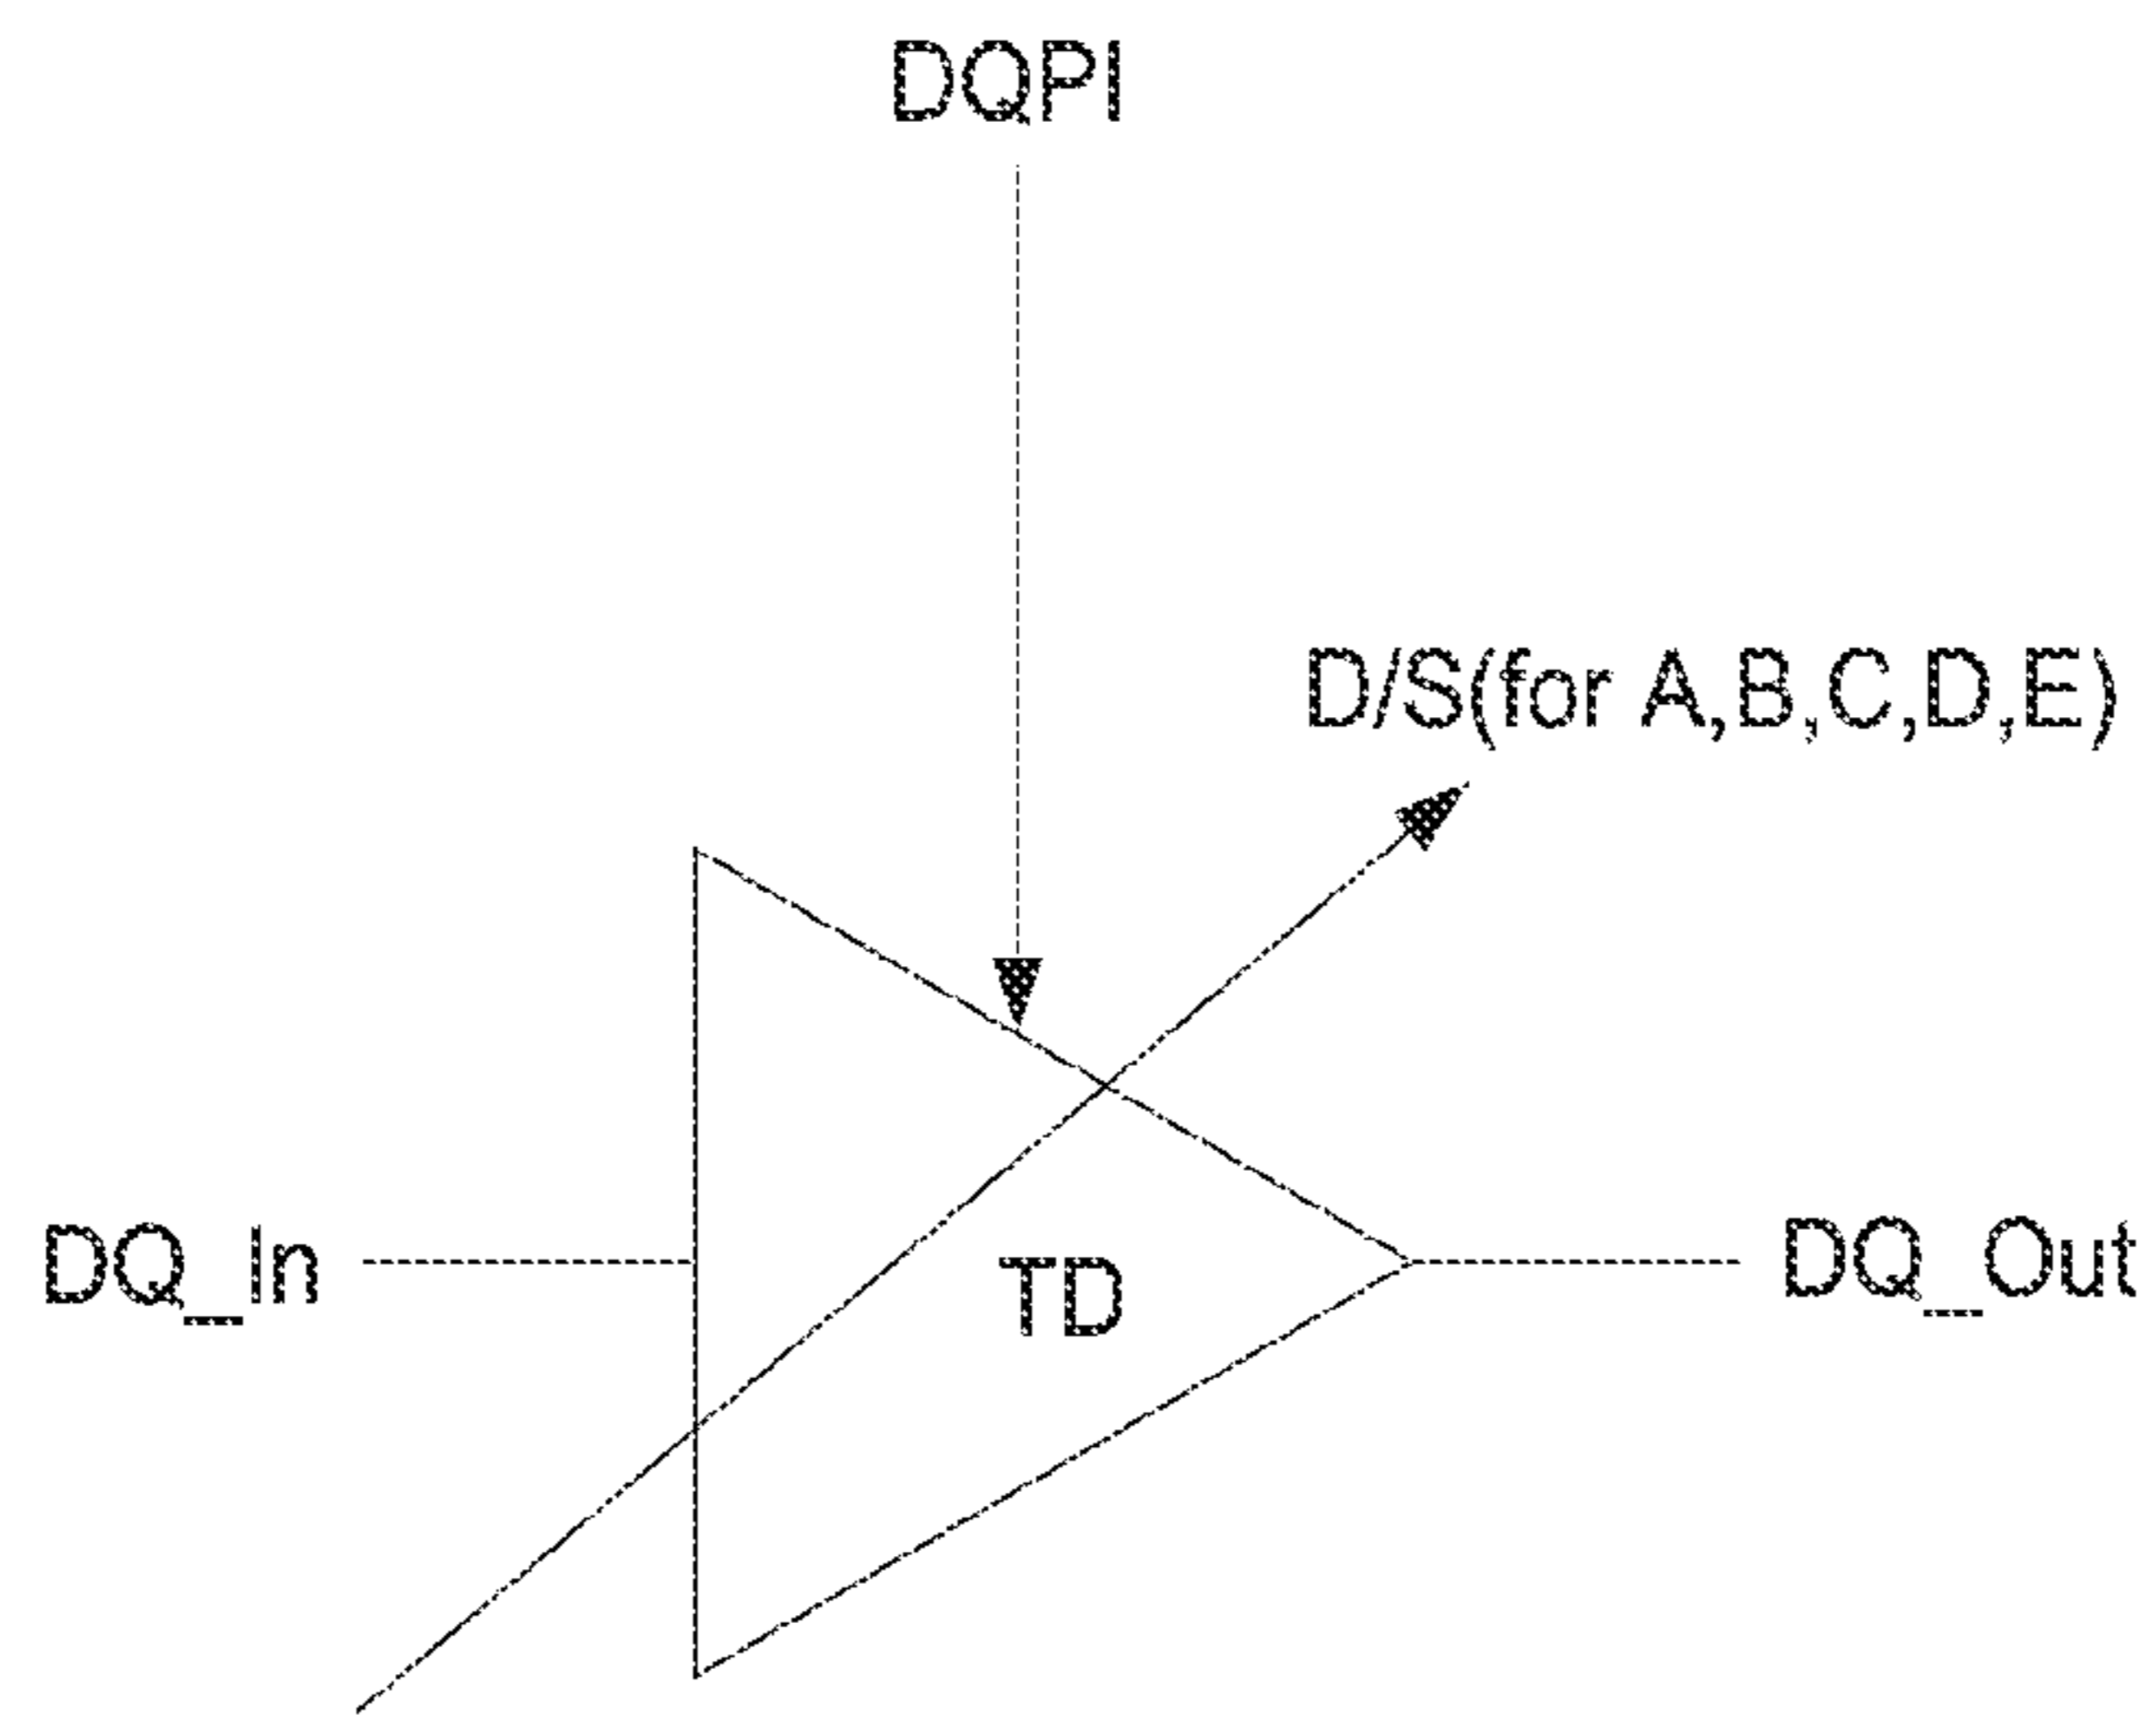 DQPI
D/S(for A,B,C,D,E)
DQ_In
TD
DQ_Out